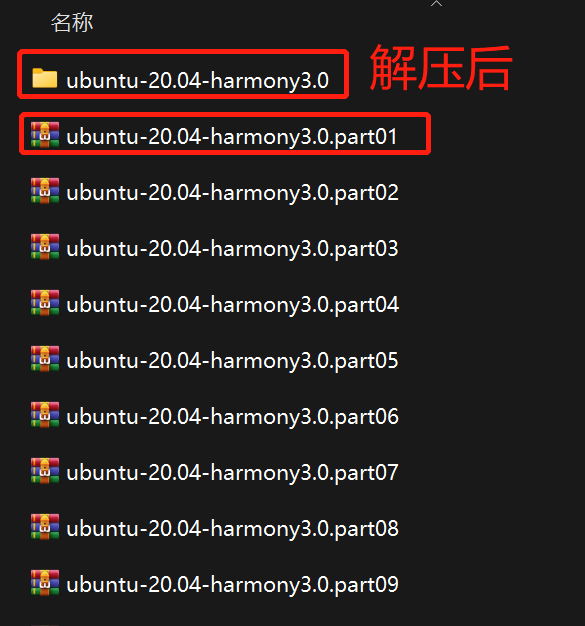 名称
ubuntu-20.04-harmony3.0
解压后
ubuntu-20.04-harmony3.0.part01
ubuntu-20.04-harmony3.0.part02
ubuntu-20.04-harmony3.0.part03
ubuntu-20.04-harmony3.0.part04
ubuntu-20.04-harmony3.0.part05
ubuntu-20.04-harmony3.0.part06
ubuntu-20.04-harmony3.0.part07
ubuntu-20.04-harmony3.0.part08
ubuntu-20.04-harmony3.0.part09